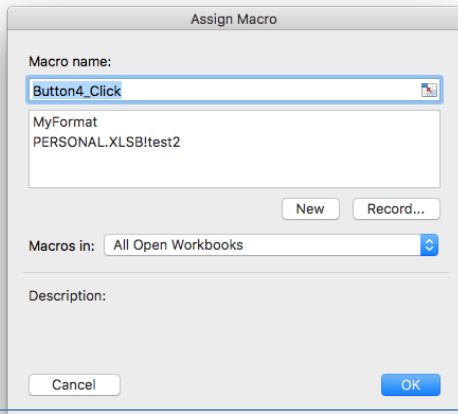 Assign Macro
Macro name:
Button4_Click
MyFormat
PERSONAL.XLSB!test2
New Record...
Macros in: All Open Workbooks
Description:
Cancel OK